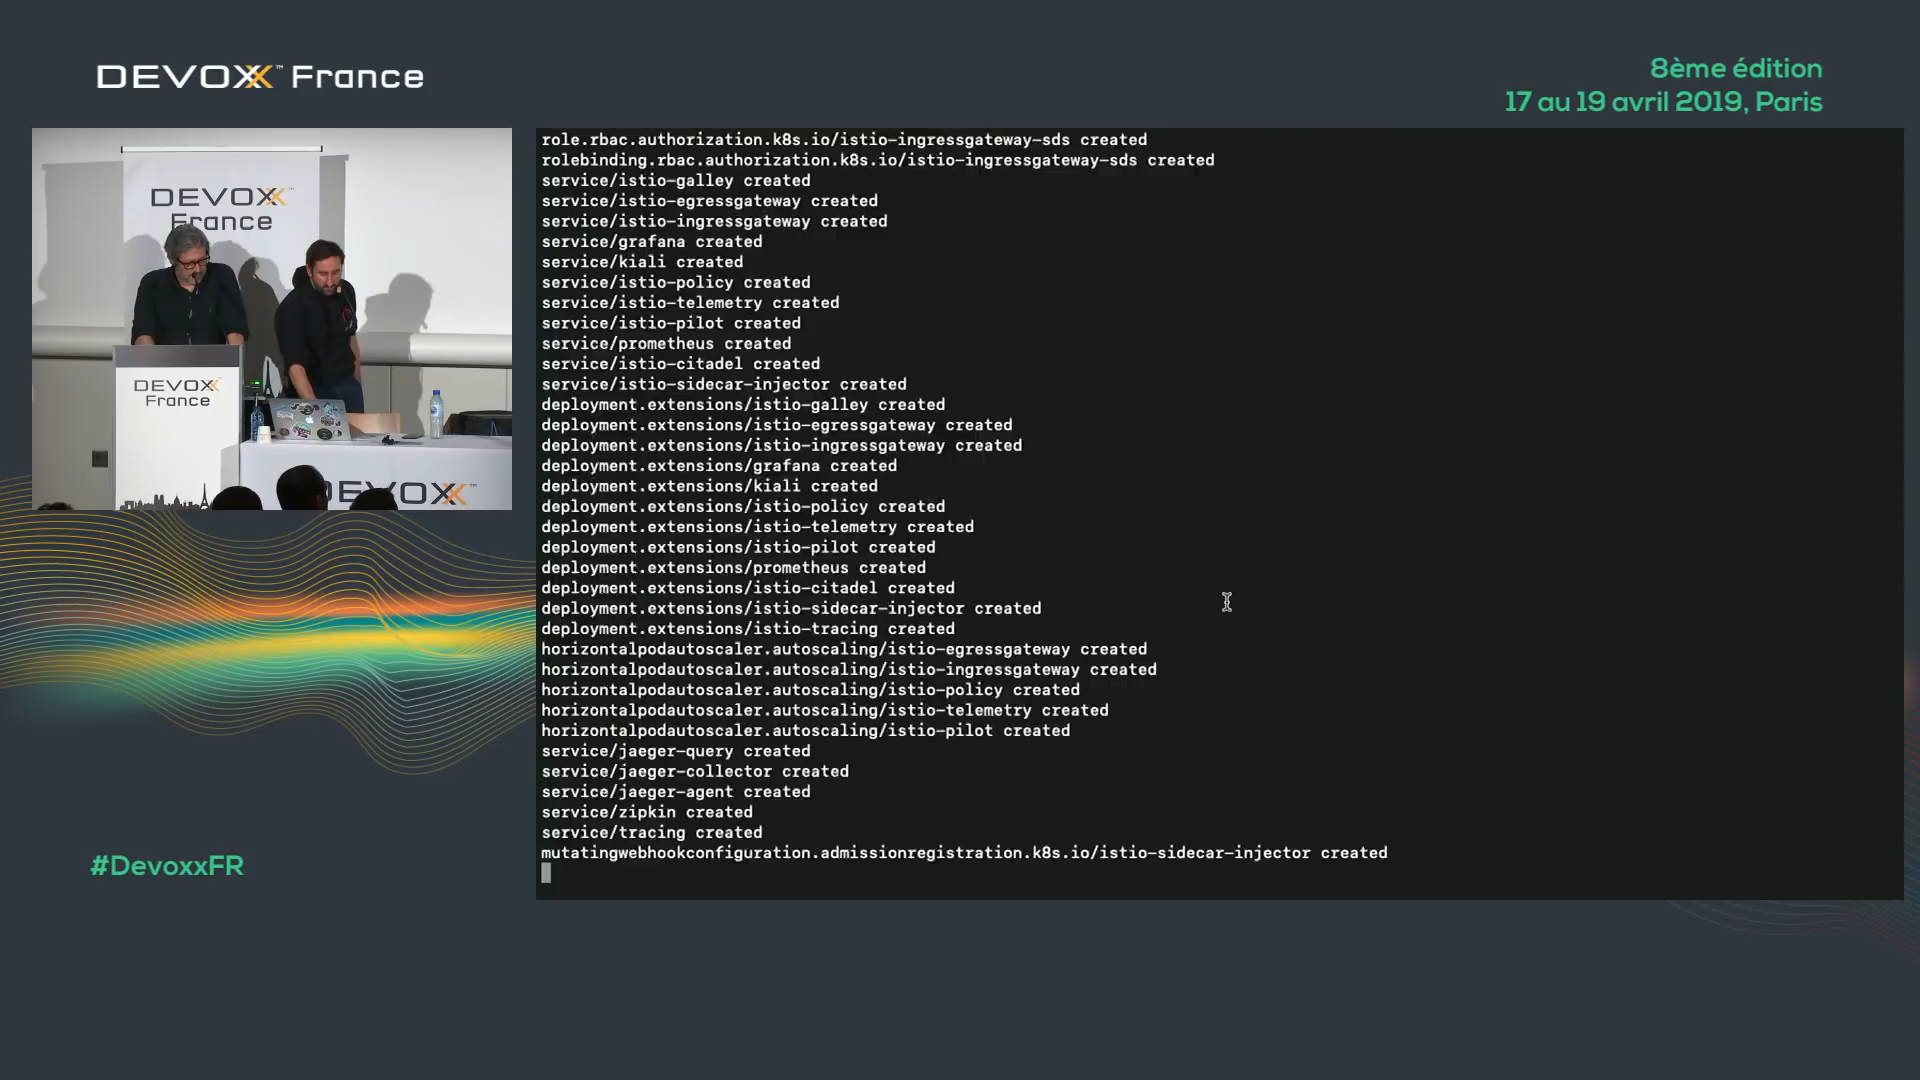 DEVOXX™ France
8ème édition
17 au 19 avril 2019, Paris
DEVOXX™
France
DEVOXX
France
DEVOXX™
role.rbac.authorization.k8s.io/istio-ingressgateway-sds created
rolebinding.rbac.authorization.k8s.io/istio-ingressgateway-sds created
service/istio-galley created
service/istio-egressgateway created
service/istio-ingressgateway created
service/grafana created
service/kiali created
service/istio-policy created
service/istio-telemetry created
service/istio-pilot created
service/prometheus created
service/istio-citadel created
service/istio-sidecar-injector created
deployment.extensions/istio-galley created
deployment.extensions/istio-egressgateway created
deployment.extensions/istio-ingressgateway created
deployment.extensions/grafana created
deployment.extensions/kiali created
deployment.extensions/istio-policy created
deployment.extensions/istio-telemetry created
deployment.extensions/istio-pilot created
deployment.extensions/prometheus created
deployment.extensions/istio-citadel created
deployment.extensions/istio-sidecar-injector created
deployment.extensions/istio-tracing created
horizontalpodautoscaler.autoscaling/istio-egressgateway created
horizontalpodautoscaler.autoscaling/istio-ingressgateway created
horizontalpodautoscaler.autoscaling/istio-policy created
horizontalpodautoscaler.autoscaling/istio-telemetry created
horizontalpodautoscaler.autoscaling/istio-pilot created
service/jaeger-query created
service/jaeger-collector created
service/jaeger-agent created
service/zipkin created
service/tracing created
mutatingwebhookconfiguration.admissionregistration.k8s.io/istio-sidecar-injector created
#DevoxxFR